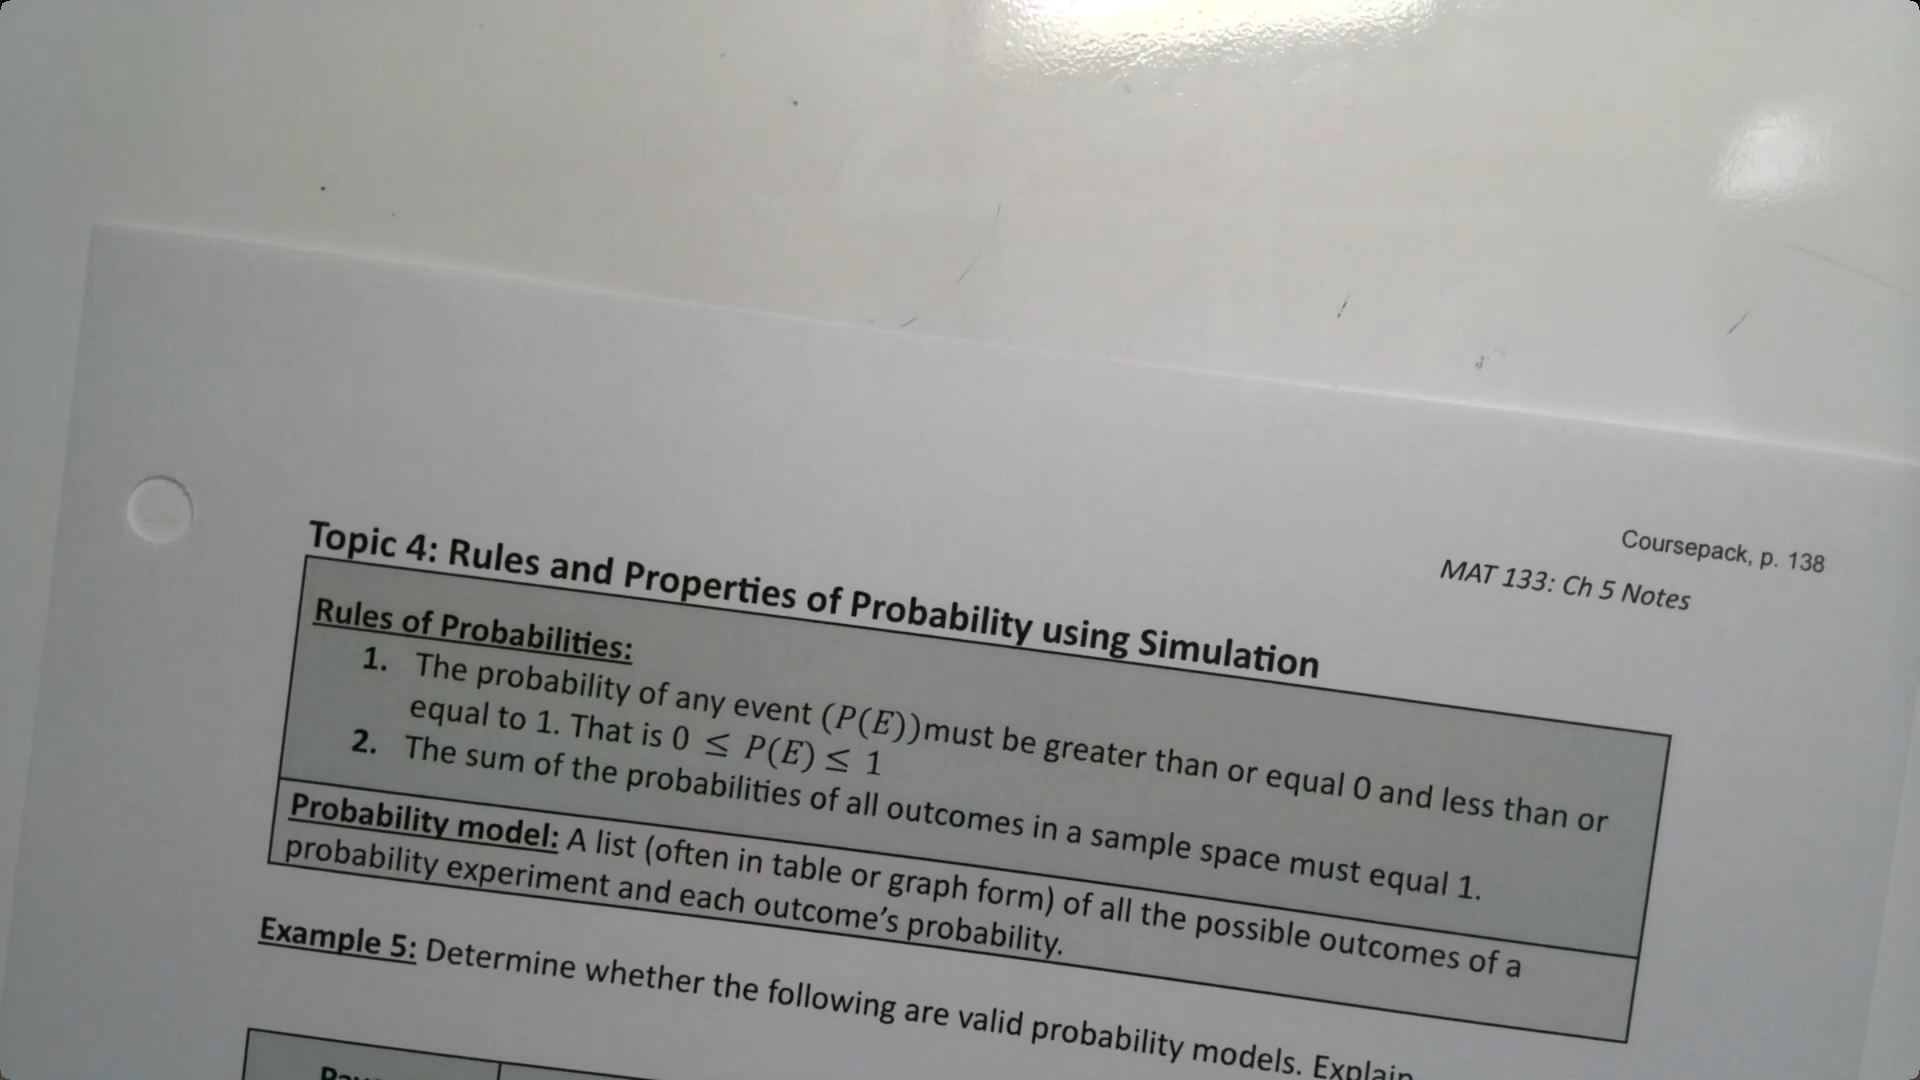 Coursepack, p. 138
MAT 133: Ch 5 Notes
Topic 4: Rules and Properties of Probability using Simulation
Rules of Probabilities:
1. The probability of any event (P(E))must be greater than or equal 0 and less than or
equal to 1. That is 0 ≤ P(E) ≤ 1
2. The sum of the probabilities of all outcomes in a sample space must equal 1.
Probability model: A list (often in table or graph form) of all the possible outcomes of a
probability experiment and each outcome's probability.
Example 5: Determine whether the following are valid probability models. Explain